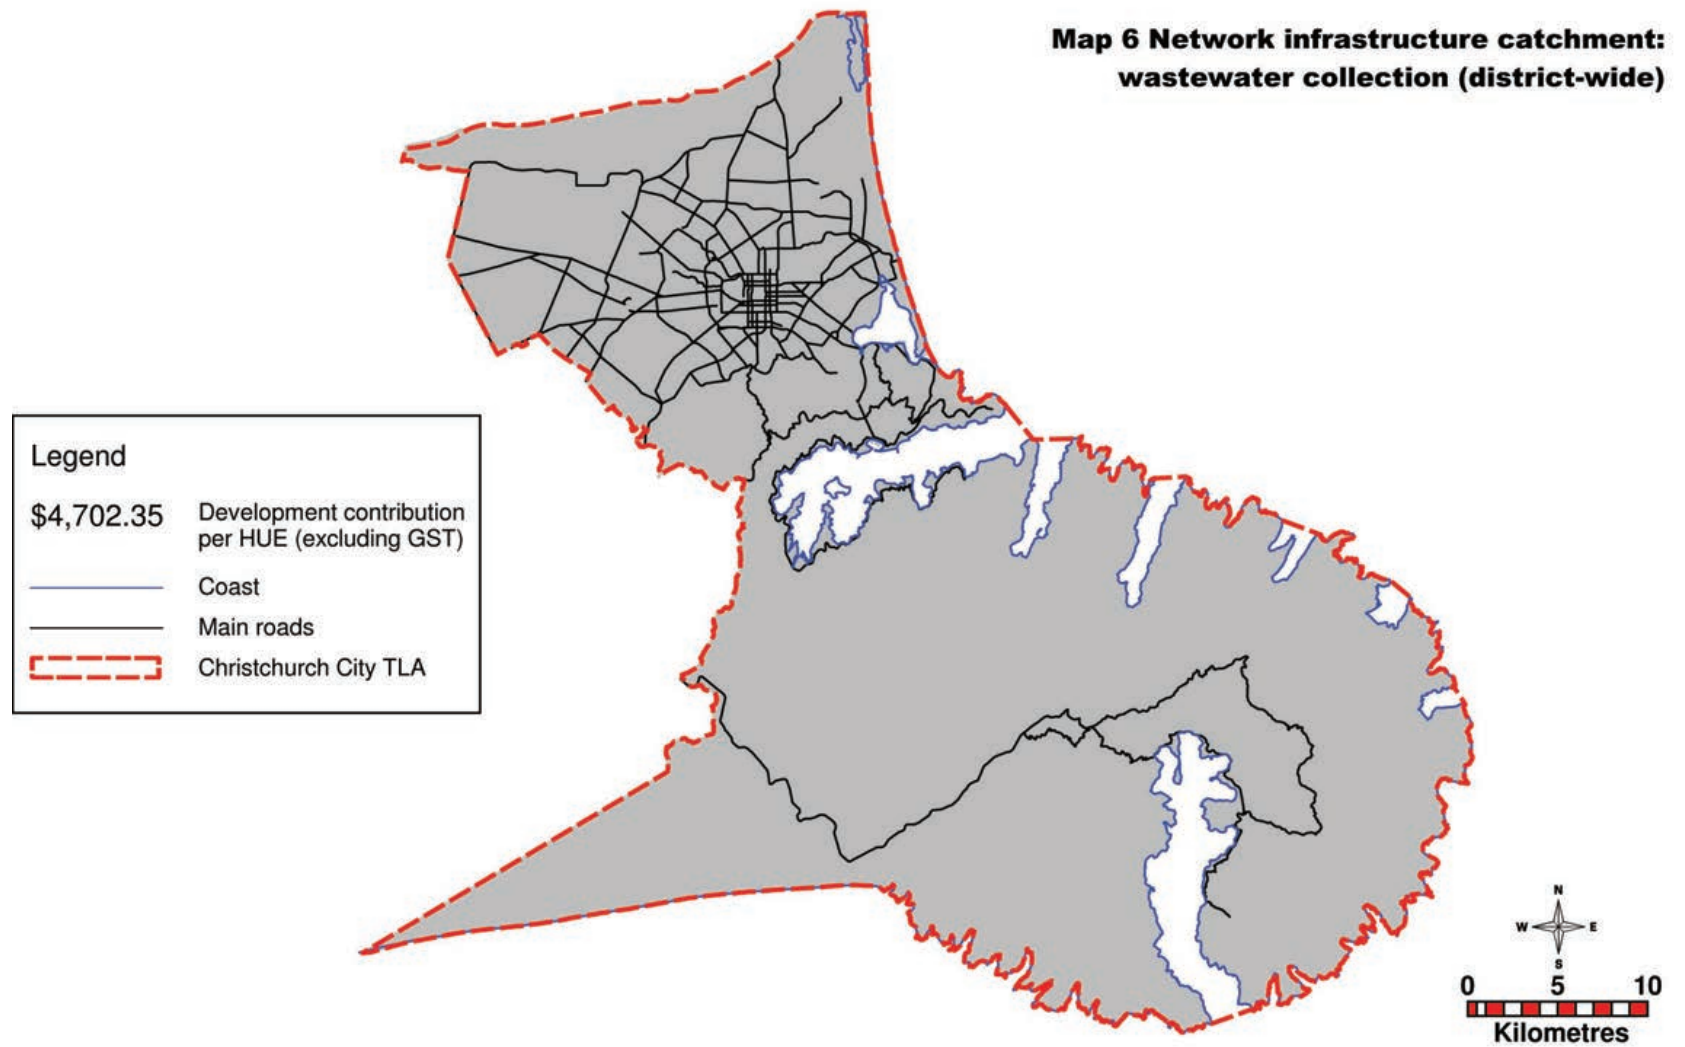 Map 6 Network infrastructure catchment:
wastewater collection (district-wide)
Legend
$4,702.35 Development contribution
per HUE (excluding GST)
Coast
Main roads
Christchurch City TLA
N
W E
S
0 5 10
Kilometres